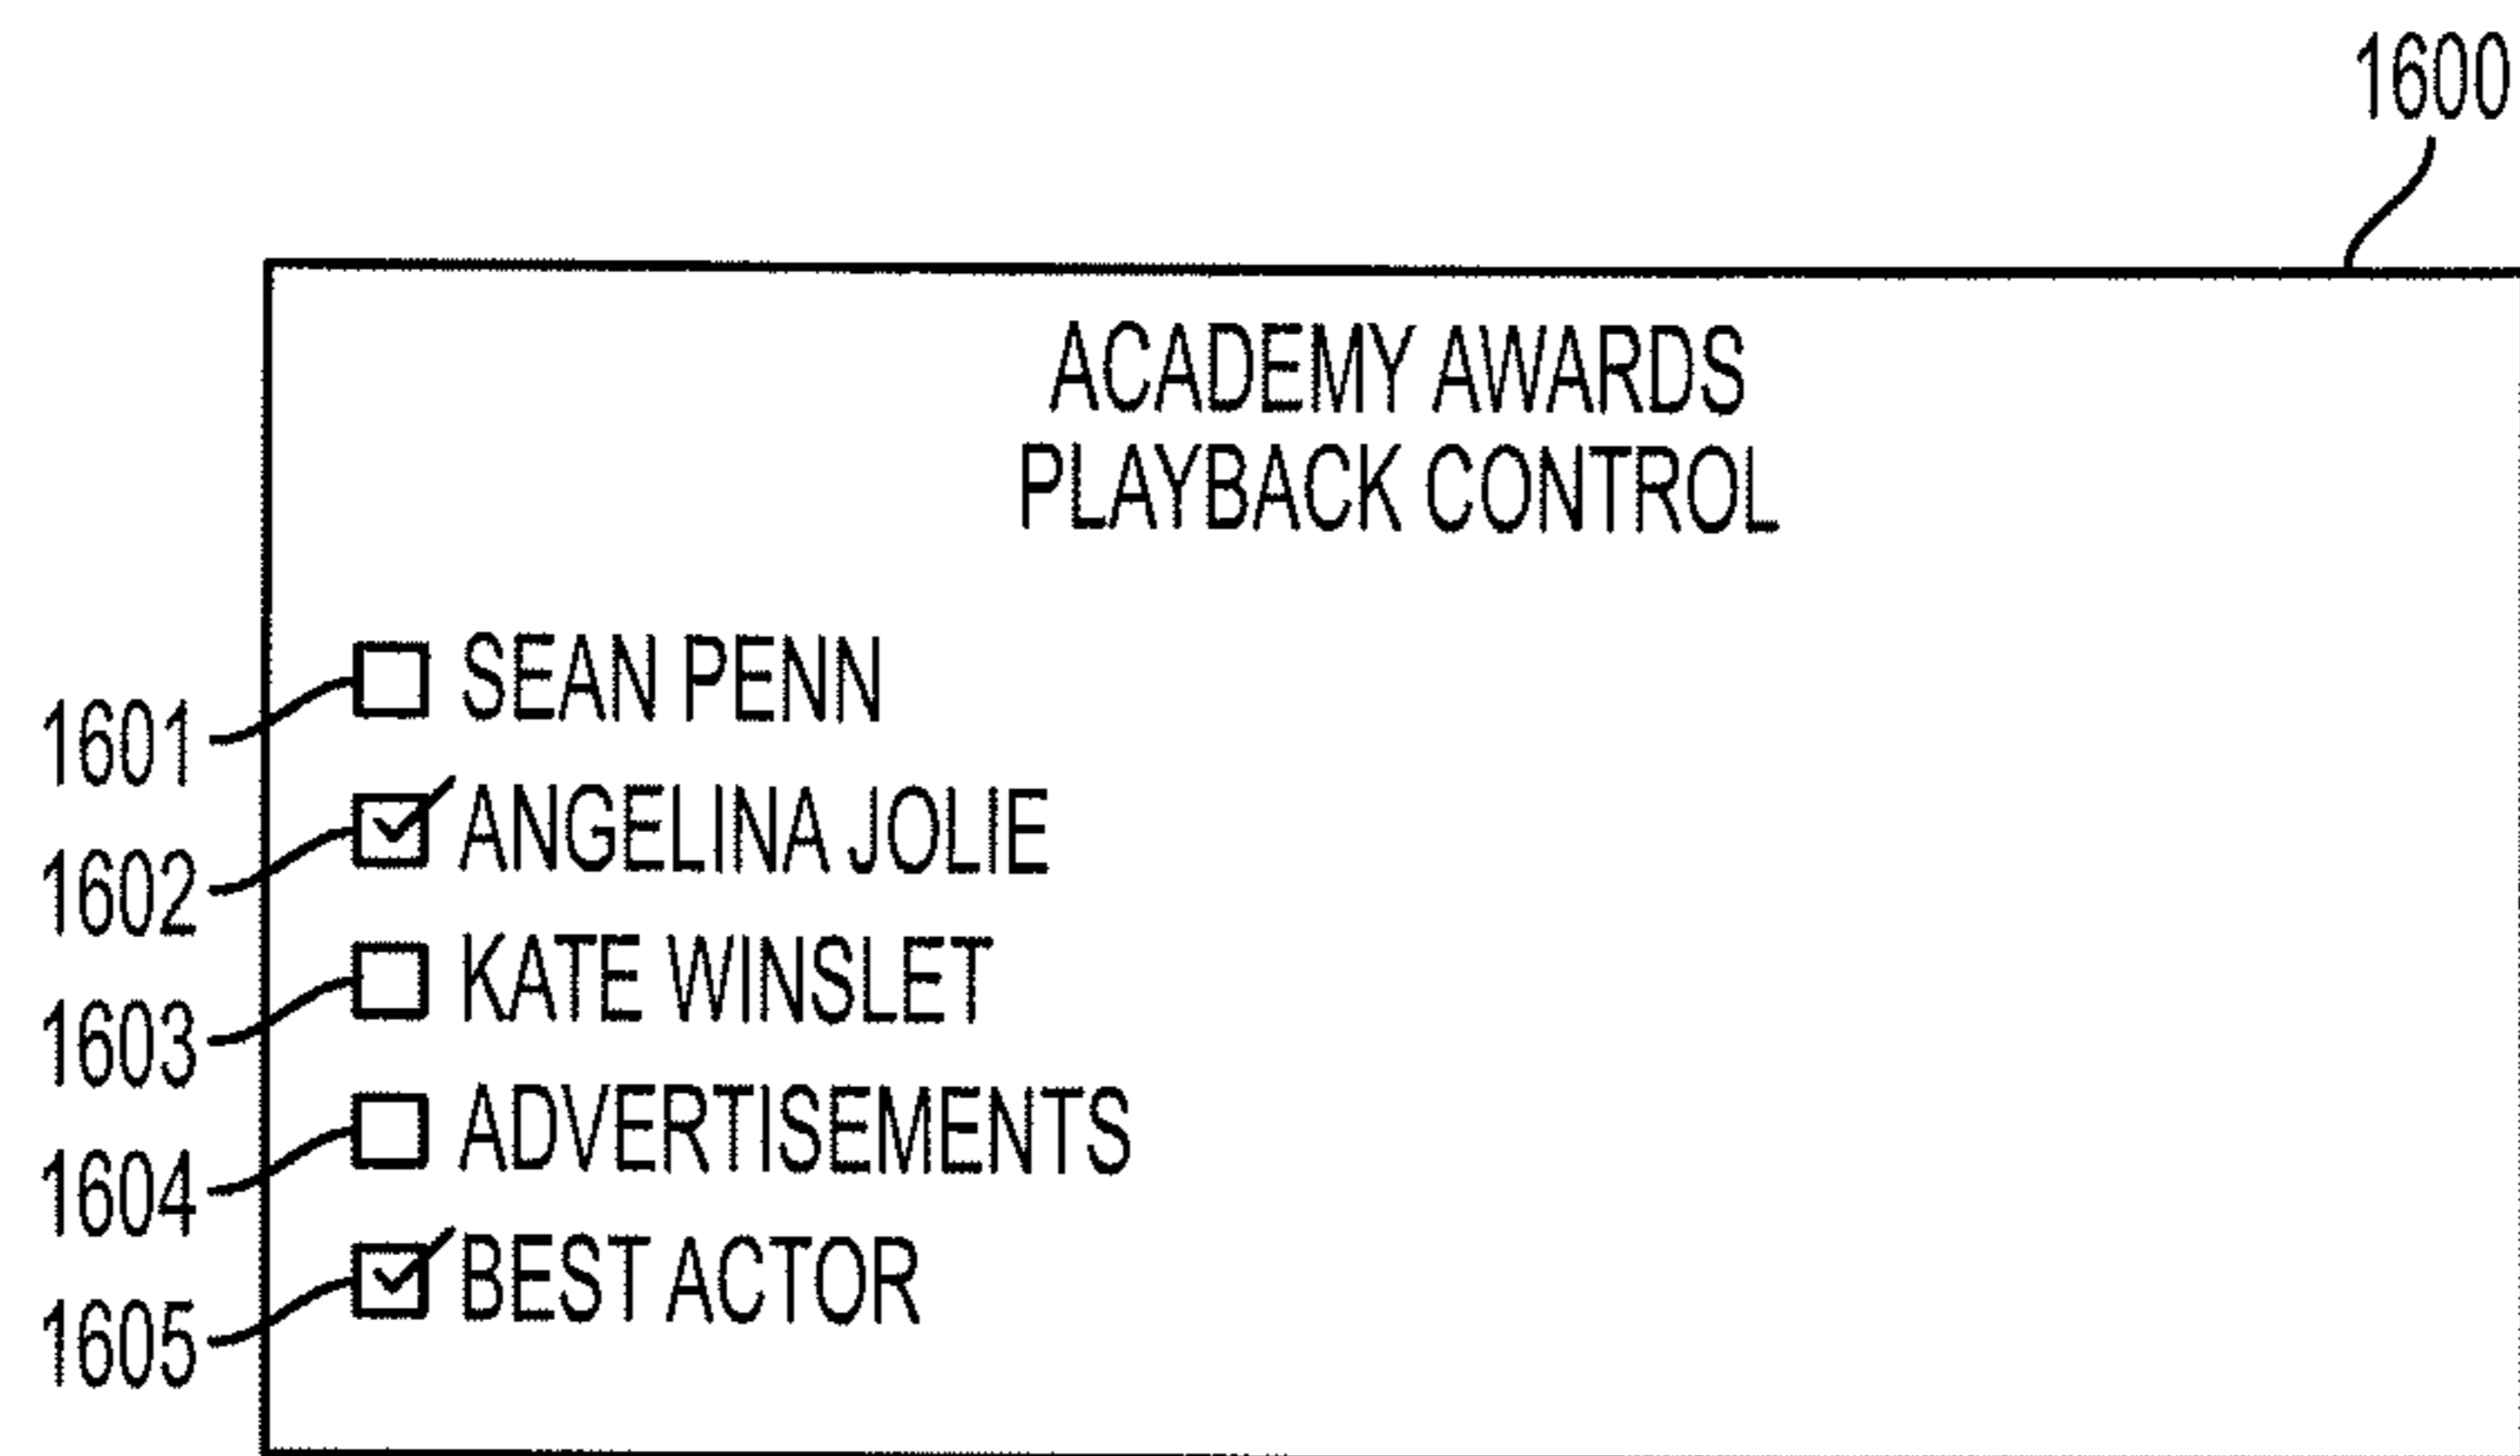 1600
ACADEMY AWARDS
PLAYBACK CONTROL
SEAN PENN
1601
ANGELINA JOLIE
1602
KATE WINSLET
1603
ADVERTISEMENTS
1604
BEST ACTOR
1605